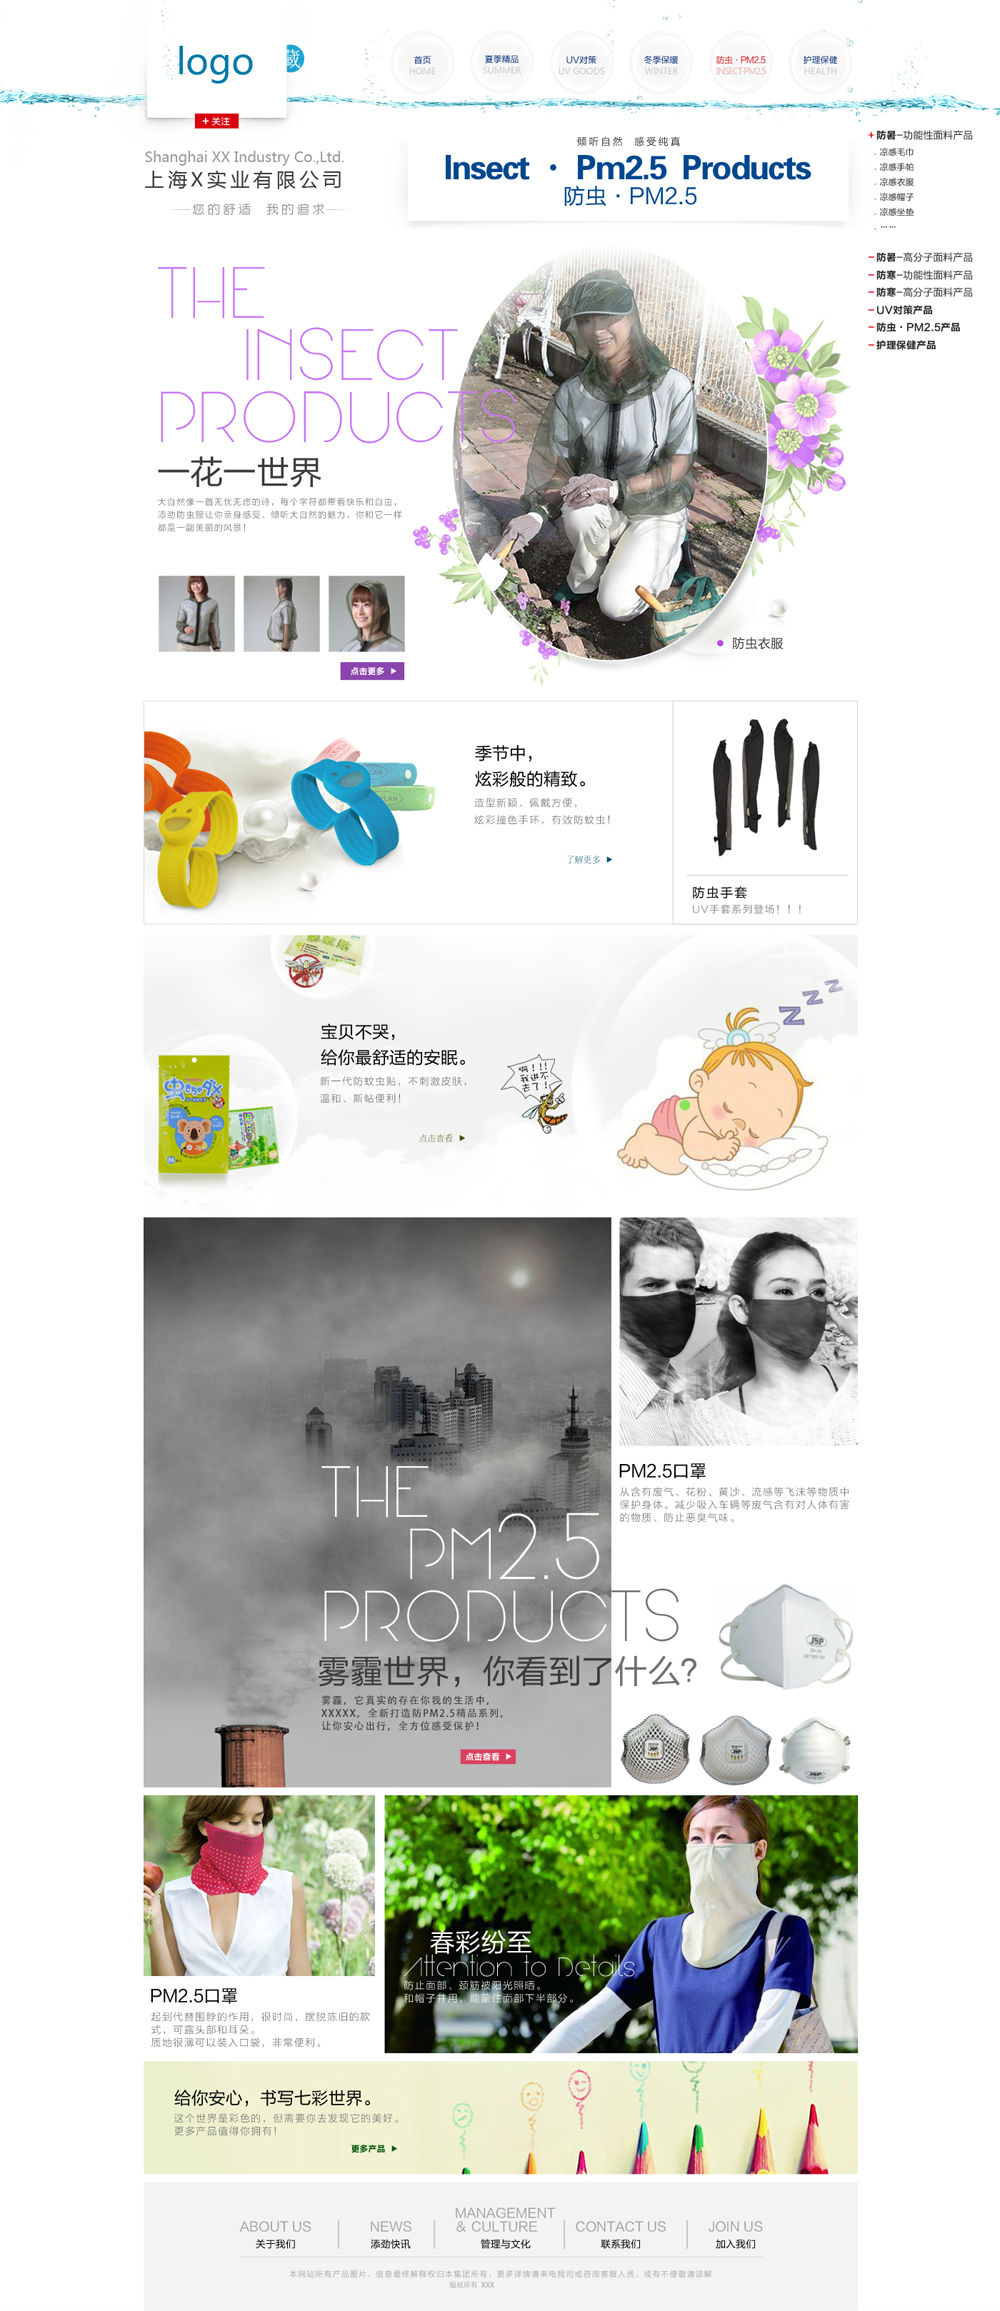 logo
藏
+ 关注
首页
HOME
夏季精品
SUMMER
UV对策
UV GOODS
冬季保暖
WINTER
防虫 · PM2.5
INSECT-PM2.5
护理保健
HEALTH
Shanghai XX Industry Co.,Ltd.
上海X实业有限公司
您的舒适 我的追求
倾听自然 感受纯真
Insect · Pm2.5 Products
防虫 · PM2.5
+ 防暑-功能性面料产品
. 凉感毛巾
. 凉感手帕
. 凉感衣服
. 凉感帽子
. 凉感坐垫
. ……
- 防暑-高分子面料产品
- 防寒-功能性面料产品
- 防寒-高分子面料产品
- UV对策产品
- 防虫 · PM2.5产品
- 护理保健产品
THE
INSECT
PRODUCTS
一花一世界
大自然像一首无忧无虑的诗，每个字符都带着快乐和自由，
添劲防虫服让你亲身感受、倾听大自然的魅力，你和它一样
都是一副美丽的风景！
点击更多
防虫衣服
季节中，
炫彩般的精致。
造型新颖、佩戴方便，
炫彩撞色手环，有效防蚊虫！
了解更多
防虫手套
UV手套系列登场！！！
宝贝不哭，
给你最舒适的安眠。
新一代防蚊虫贴，不刺激皮肤，
温和、斯帖便利！
点击查看
啊！!!
我进不
去了！
zzz
THE
PM2.5
PRODUCTS
雾霾世界，你看到了什么？
雾霾，它真实的存在你我的生活中，
XXXXX，全新打造防PM2.5精品系列，
让你安心出行，全方位感受保护！
点击查看
PM2.5口罩
从含有废气、花粉、黄沙、流感等飞沫等物质中
保护身体。减少吸入车辆等废气含有对人体有害
的物质、防止恶臭气味。
JSP
JSP
JSP
JSP
PM2.5口罩
起到代替围脖的作用，很时尚，摆脱陈旧的款
式，可露头部和耳朵。
质地很薄可以装入口袋，非常便利。
春彩纷至
Attention to Details
防止面部、颈筋被阳光照晒。
和帽子并用，能蒙住面部下半部分。
给你安心，书写七彩世界。
这个世界是彩色的，但需要你去发现它的美好。
更多产品值得你拥有！
更多产品
ABOUT US
关于我们
NEWS
添劲快讯
MANAGEMENT
& CULTURE
管理与文化
CONTACT US
联系我们
JOIN US
加入我们
本网站所有产品图片、信息最终解释权归本集团所有，更多详情请来电我司或咨询客服人员，或有不便敬请谅解
版权所有 XXX